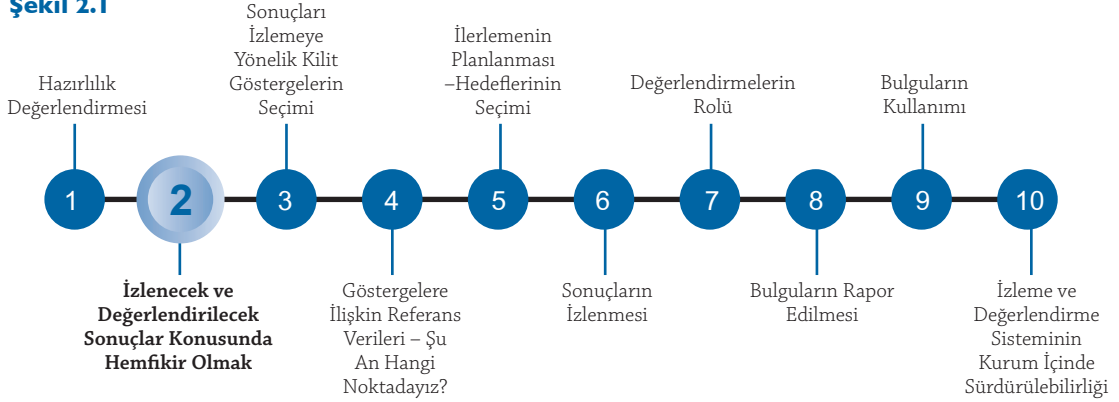 Şekil 2.1
Hazırlılık
Değerlendirmesi
Sonuçları
İzlemeye
Yönelik Kilit
Göstergelerin
Seçimi
İlerlemenin
Planlanması
–Hedeflerinin
Seçimi
Değerlendirmelerin
Rolü
Bulguların
Kullanımı
1
2
3
4
5
6
7
8
9
10
İzlenecek ve
Değerlendirilecek
Sonuçlar Konusunda
Hemfikir Olmak
Göstergelere
İlişkin Referans
Verileri – Şu
An Hangi
Noktadayız?
Sonuçların
İzlenmesi
Bulguların Rapor
Edilmesi
İzleme ve
Değerlendirme
Sisteminin
Kurum İçinde
Sürdürülebilirliği